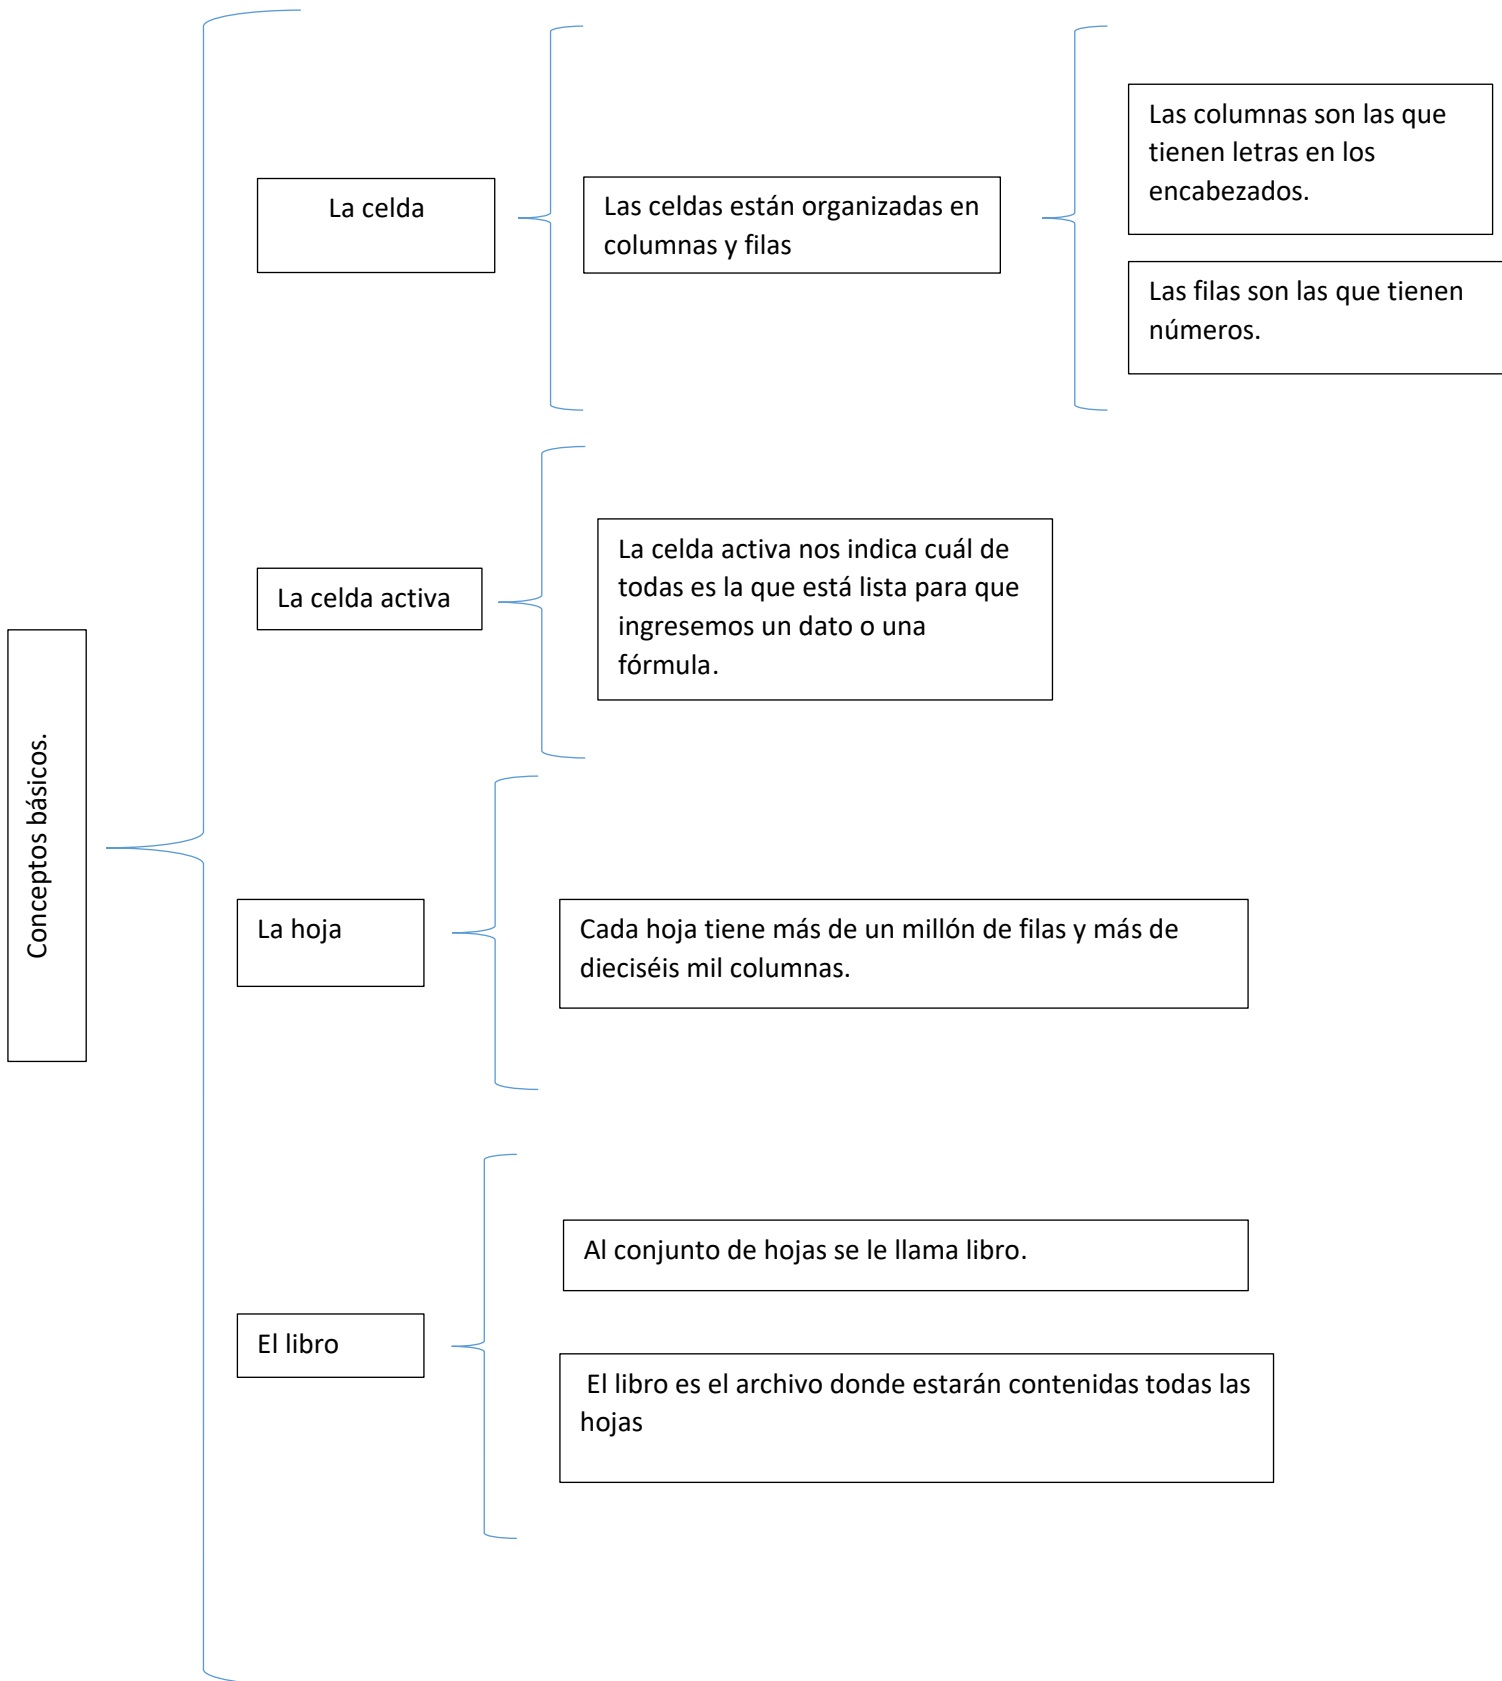 Conceptos básicos.
La celda
Las celdas están organizadas en
columnas y filas
Las columnas son las que
tienen letras en los
encabezados.
Las filas son las que tienen
números.
La celda activa
La celda activa nos indica cuál de
todas es la que está lista para que
ingresemos un dato o una
fórmula.
La hoja
Cada hoja tiene más de un millón de filas y más de
dieciséis mil columnas.
El libro
Al conjunto de hojas se le llama libro.
El libro es el archivo donde estarán contenidas todas las
hojas